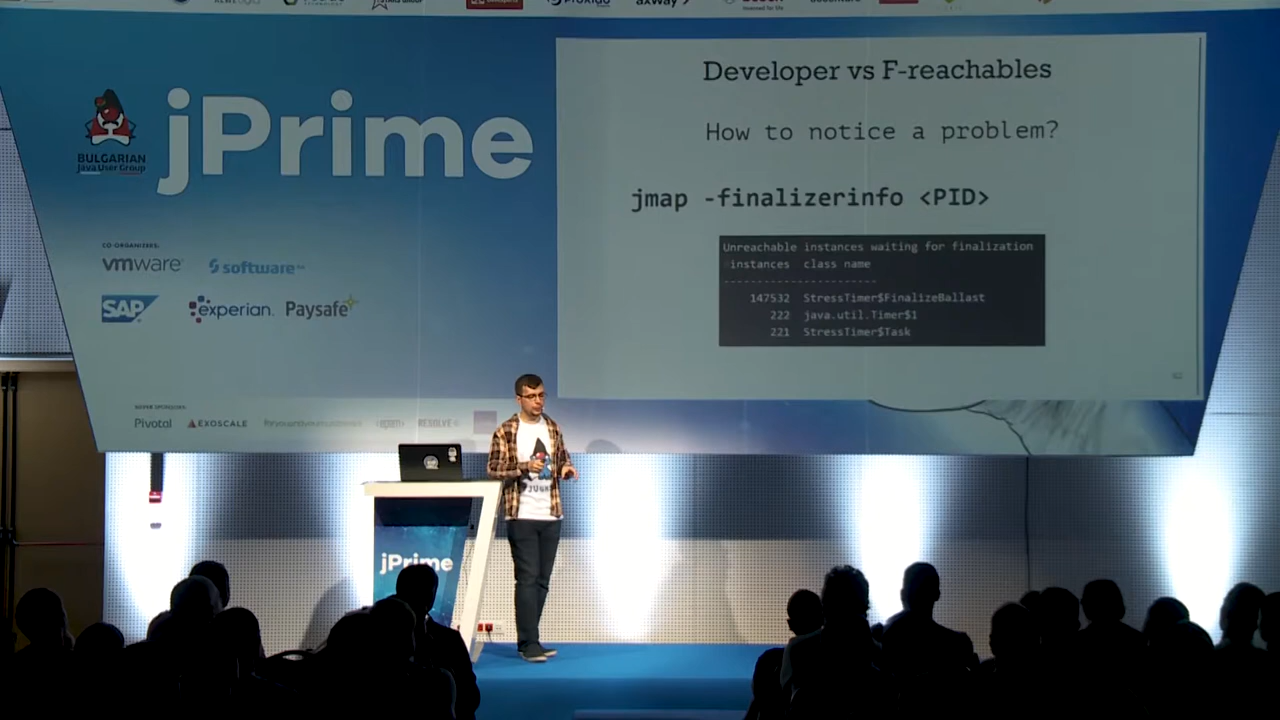 axway
accenture
BULGARIAN
Java User Group
jPrime
CO-ORGANIZERS:
vmware
software
SAP
experian.
Paysafe
Pivotal
EXOSCALE
Developer vs F-reachables
How to notice a problem?
jmap -finalizerinfo <PID>
Unreachable instances waiting for finalization
instances class name
-----------------------
147532 StressTimer$FinalizeBallast
222 java.util.Timer$1
221 StressTimer$Task
jPrime